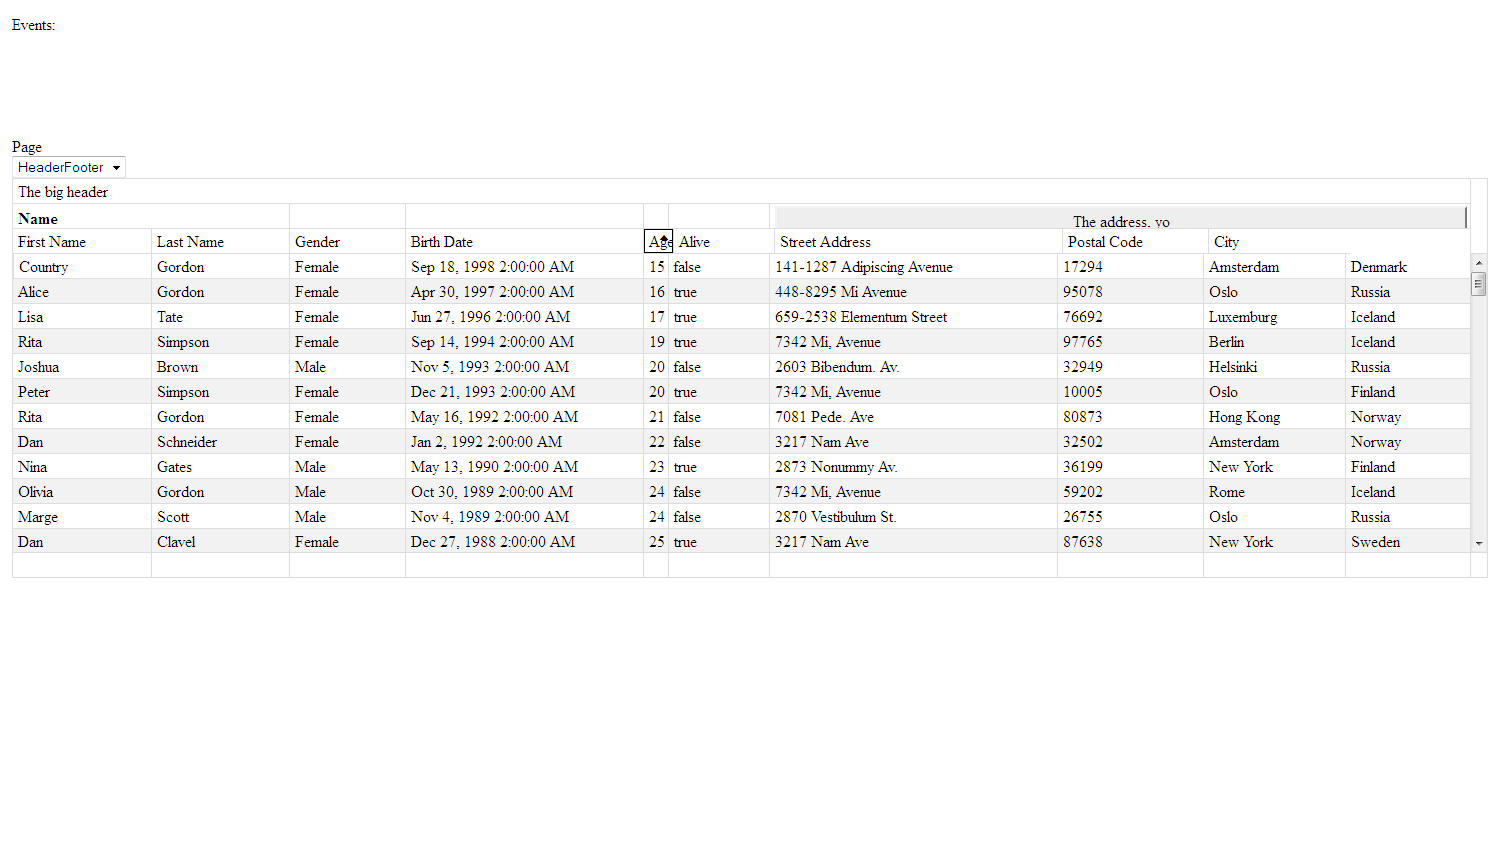 Events:
Page
HeaderFooter
The big header
Name The address, yo
First Name Last Name Gender Birth Date Age Alive Street Address Postal Code City
Country Gordon Female Sep 18, 1998 2:00:00 AM 15 false 141-1287 Adipiscing Avenue 17294 Amsterdam Denmark
Alice Gordon Female Apr 30, 1997 2:00:00 AM 16 true 448-8295 Mi Avenue 95078 Oslo Russia
Lisa Tate Female Jun 27, 1996 2:00:00 AM 17 true 659-2538 Elementum Street 76692 Luxemburg Iceland
Rita Simpson Female Sep 14, 1994 2:00:00 AM 19 true 7342 Mi, Avenue 97765 Berlin Iceland
Joshua Brown Male Nov 5, 1993 2:00:00 AM 20 false 2603 Bibendum. Av. 32949 Helsinki Russia
Peter Simpson Female Dec 21, 1993 2:00:00 AM 20 true 7342 Mi, Avenue 10005 Oslo Finland
Rita Gordon Female May 16, 1992 2:00:00 AM 21 false 7081 Pede. Ave 80873 Hong Kong Norway
Dan Schneider Female Jan 2, 1992 2:00:00 AM 22 false 3217 Nam Ave 32502 Amsterdam Norway
Nina Gates Male May 13, 1990 2:00:00 AM 23 true 2873 Nonummy Av. 36199 New York Finland
Olivia Gordon Male Oct 30, 1989 2:00:00 AM 24 false 7342 Mi, Avenue 59202 Rome Iceland
Marge Scott Male Nov 4, 1989 2:00:00 AM 24 false 2870 Vestibulum St. 26755 Oslo Russia
Dan Clavel Female Dec 27, 1988 2:00:00 AM 25 true 3217 Nam Ave 87638 New York Sweden